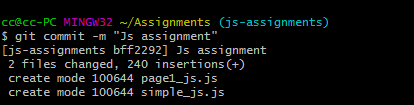 cc@cc-PC MINGW32 ~/Assignments (js-assignments)
$ git commit -m "Js assignment"
[js-assignments bff2292] Js assignment
 2 files changed, 240 insertions(+)
 create mode 100644 page1_js.js
 create mode 100644 simple_js.js